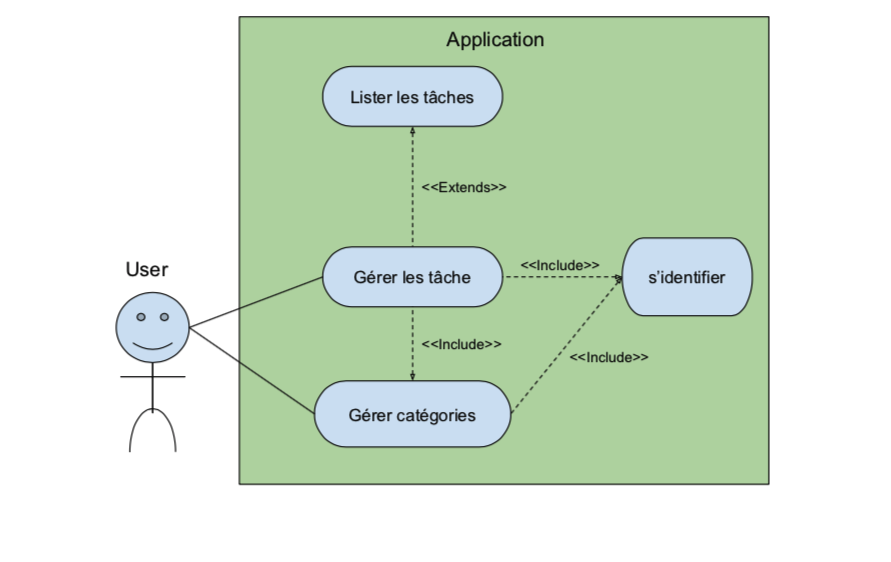 Application
Lister les tâches
<<Extends>>
User
Gérer les tâche
<<Include>>
s'identifier
<<Include>>
<<Include>>
Gérer catégories